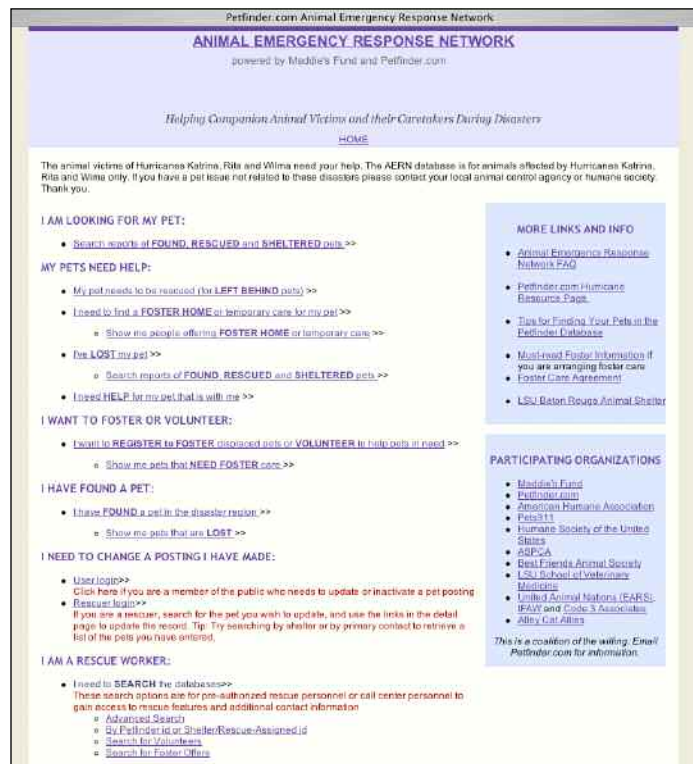 Petfinder.com Animal Emergency Response Network
ANIMAL EMERGENCY RESPONSE NETWORK
powered by Maddie's Fund and Petfinder.com
Helping Companion Animal Victims and their Caretakers During Disasters
HOME
The animal victims of Hurricanes Katrina, Rita and Wilma need your help. The AERN database is for animals affected by Hurricanes Katrina,
Rita and Wilma only. If you have a pet issue not related to these disasters please contact your local animal control agency or humane society.
Thank you.
I AM LOOKING FOR MY PET:
Search reports of FOUND, RESCUED and SHELTERED pets >>
MY PETS NEED HELP:
My pet needs to be rescued (for LEFT BEHIND pets) >>
I need to find a FOSTER HOME or temporary care for my pet >>
Show me people offering FOSTER HOME or temporary care >>
I've LOST my pet >>
Search reports of FOUND, RESCUED and SHELTERED pets >>
I need HELP for my pet that is with me >>
I WANT TO FOSTER OR VOLUNTEER:
I want to REGISTER to FOSTER displaced pets or VOLUNTEER to help pets in need >>
Show me pets that NEED FOSTER care >>
I HAVE FOUND A PET:
I have FOUND a pet in the disaster region >>
Show me pets that are LOST >>
I NEED TO CHANGE A POSTING I HAVE MADE:
User login>>
Click here if you are a member of the public who needs to update or inactivate a pet posting
Rescuer login>>
If you are a rescuer, search for the pet you wish to update, and use the links in the detail
page to update the record. Tip: Try searching by shelter or by primary contact to retrieve a
list of the pets you have entered.
I AM A RESCUE WORKER:
I need to SEARCH the databases>>
These search options are for pre-authorized rescue personnel or call center personnel to
gain access to rescue features and additional contact information
Advanced Search
By Petfinder id or Shelter/Rescue-Assigned id
Search for Volunteers
Search for Foster Offers
MORE LINKS AND INFO
Animal Emergency Response
Network FAQ
Petfinder.com Hurricane
Resource Page
Tips for Finding Your Pets in the
Petfinder Database
Must-read Foster Information if
you are arranging foster care
Foster Care Agreement
LSU Baton Rouge Animal Shelter
PARTICIPATING ORGANIZATIONS
Maddie's Fund
Petfinder.com
American Humane Association
Pets911
Humane Society of the United
States
ASPCA
Best Friends Animal Society
LSU School of Veterinary
Medicine
United Animal Nations (EARS),
IFAW and Code 3 Associates
Alley Cat Allies
This is a coalition of the willing. Email
Petfinder.com for information.